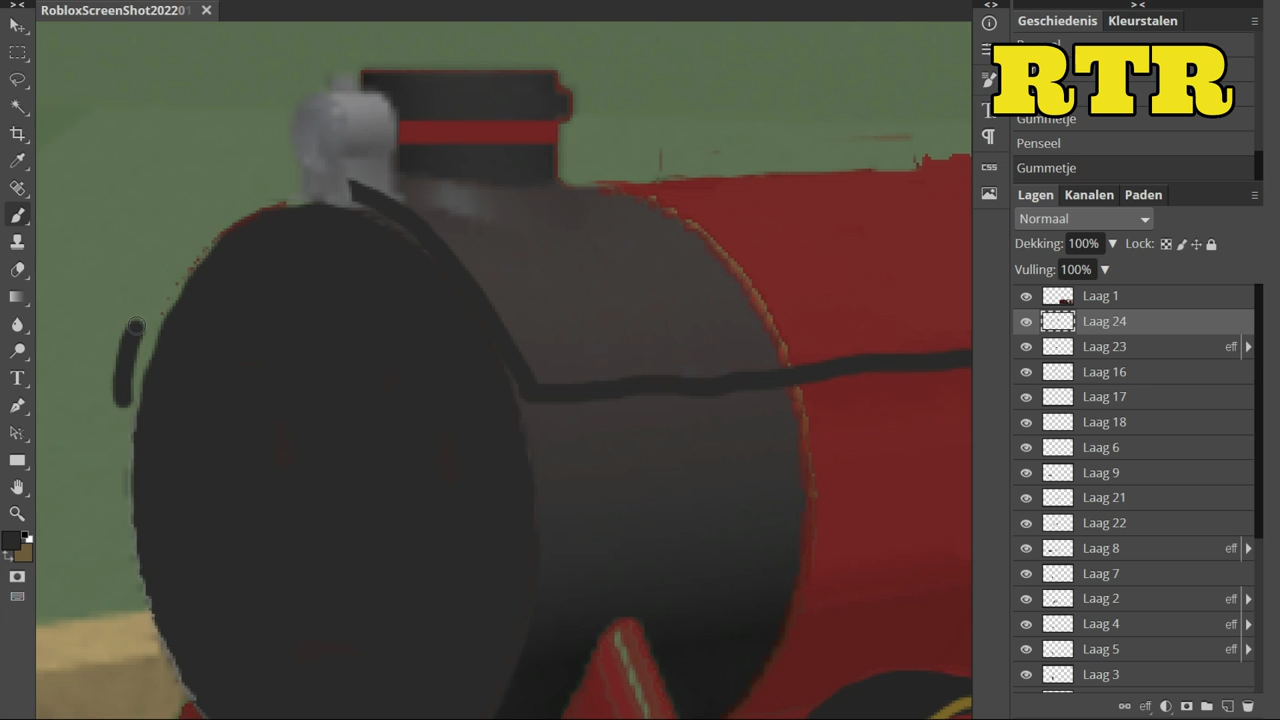 RobloxScreenShot202201
Geschiedenis Kleurstalen
RTR
Gummetje
Penseel
Gummetje
CSS
Lagen Kanalen Paden
Normaal
Dekking: 100% Lock:
Vulling: 100%
Laag 1
Laag 24
Laag 23 eff
Laag 16
Laag 17
Laag 18
Laag 6
Laag 9
Laag 21
Laag 22
Laag 8 eff
Laag 7
Laag 2 eff
Laag 4 eff
Laag 5 eff
Laag 3
eff